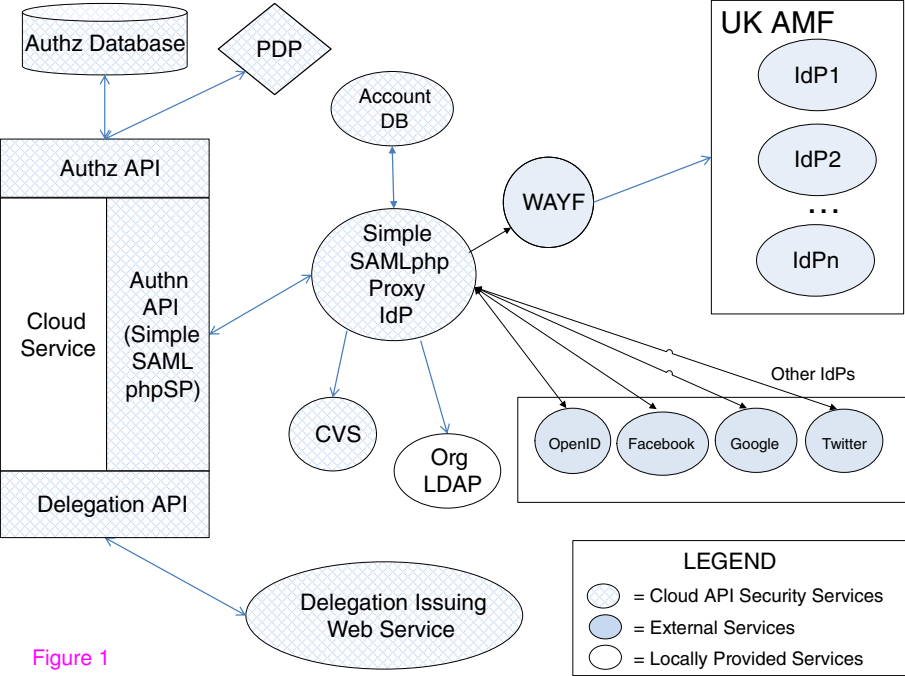 Authz Database
PDP
UK AMF
IdP1
IdP2
...
IdPn
Account
DB
WAYF
Authz API
Simple
SAMLphp
Proxy
IdP
Cloud
Service
Authn
API
(Simple
SAML
phpSP)
Other IdPs
OpenID
Facebook
Google
Twitter
CVS
Org
LDAP
Delegation API
Delegation Issuing
Web Service
LEGEND
= Cloud API Security Services
= External Services
= Locally Provided Services
Figure 1